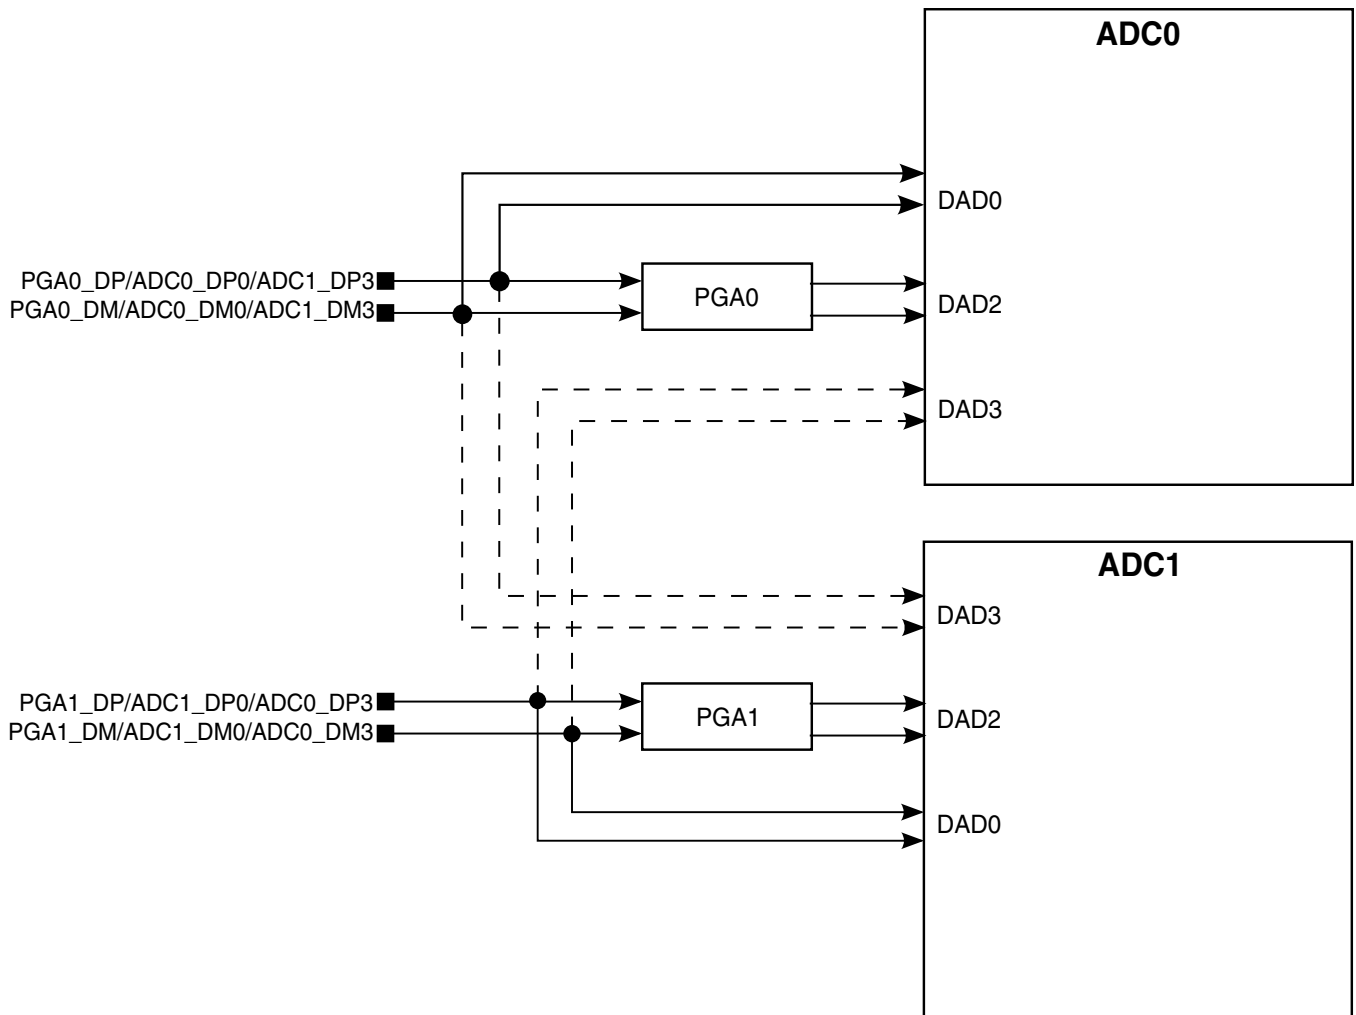 ADC0
DAD0
PGA0_DP/ADC0_DP0/ADC1_DP3
PGA0
PGA0_DM/ADC0_DM0/ADC1_DM3
DAD2
DAD3
ADC1
DAD3
PGA1_DP/ADC1_DP0/ADC0_DP3
PGA1
PGA1_DM/ADC1_DM0/ADC0_DM3
DAD2
DAD0